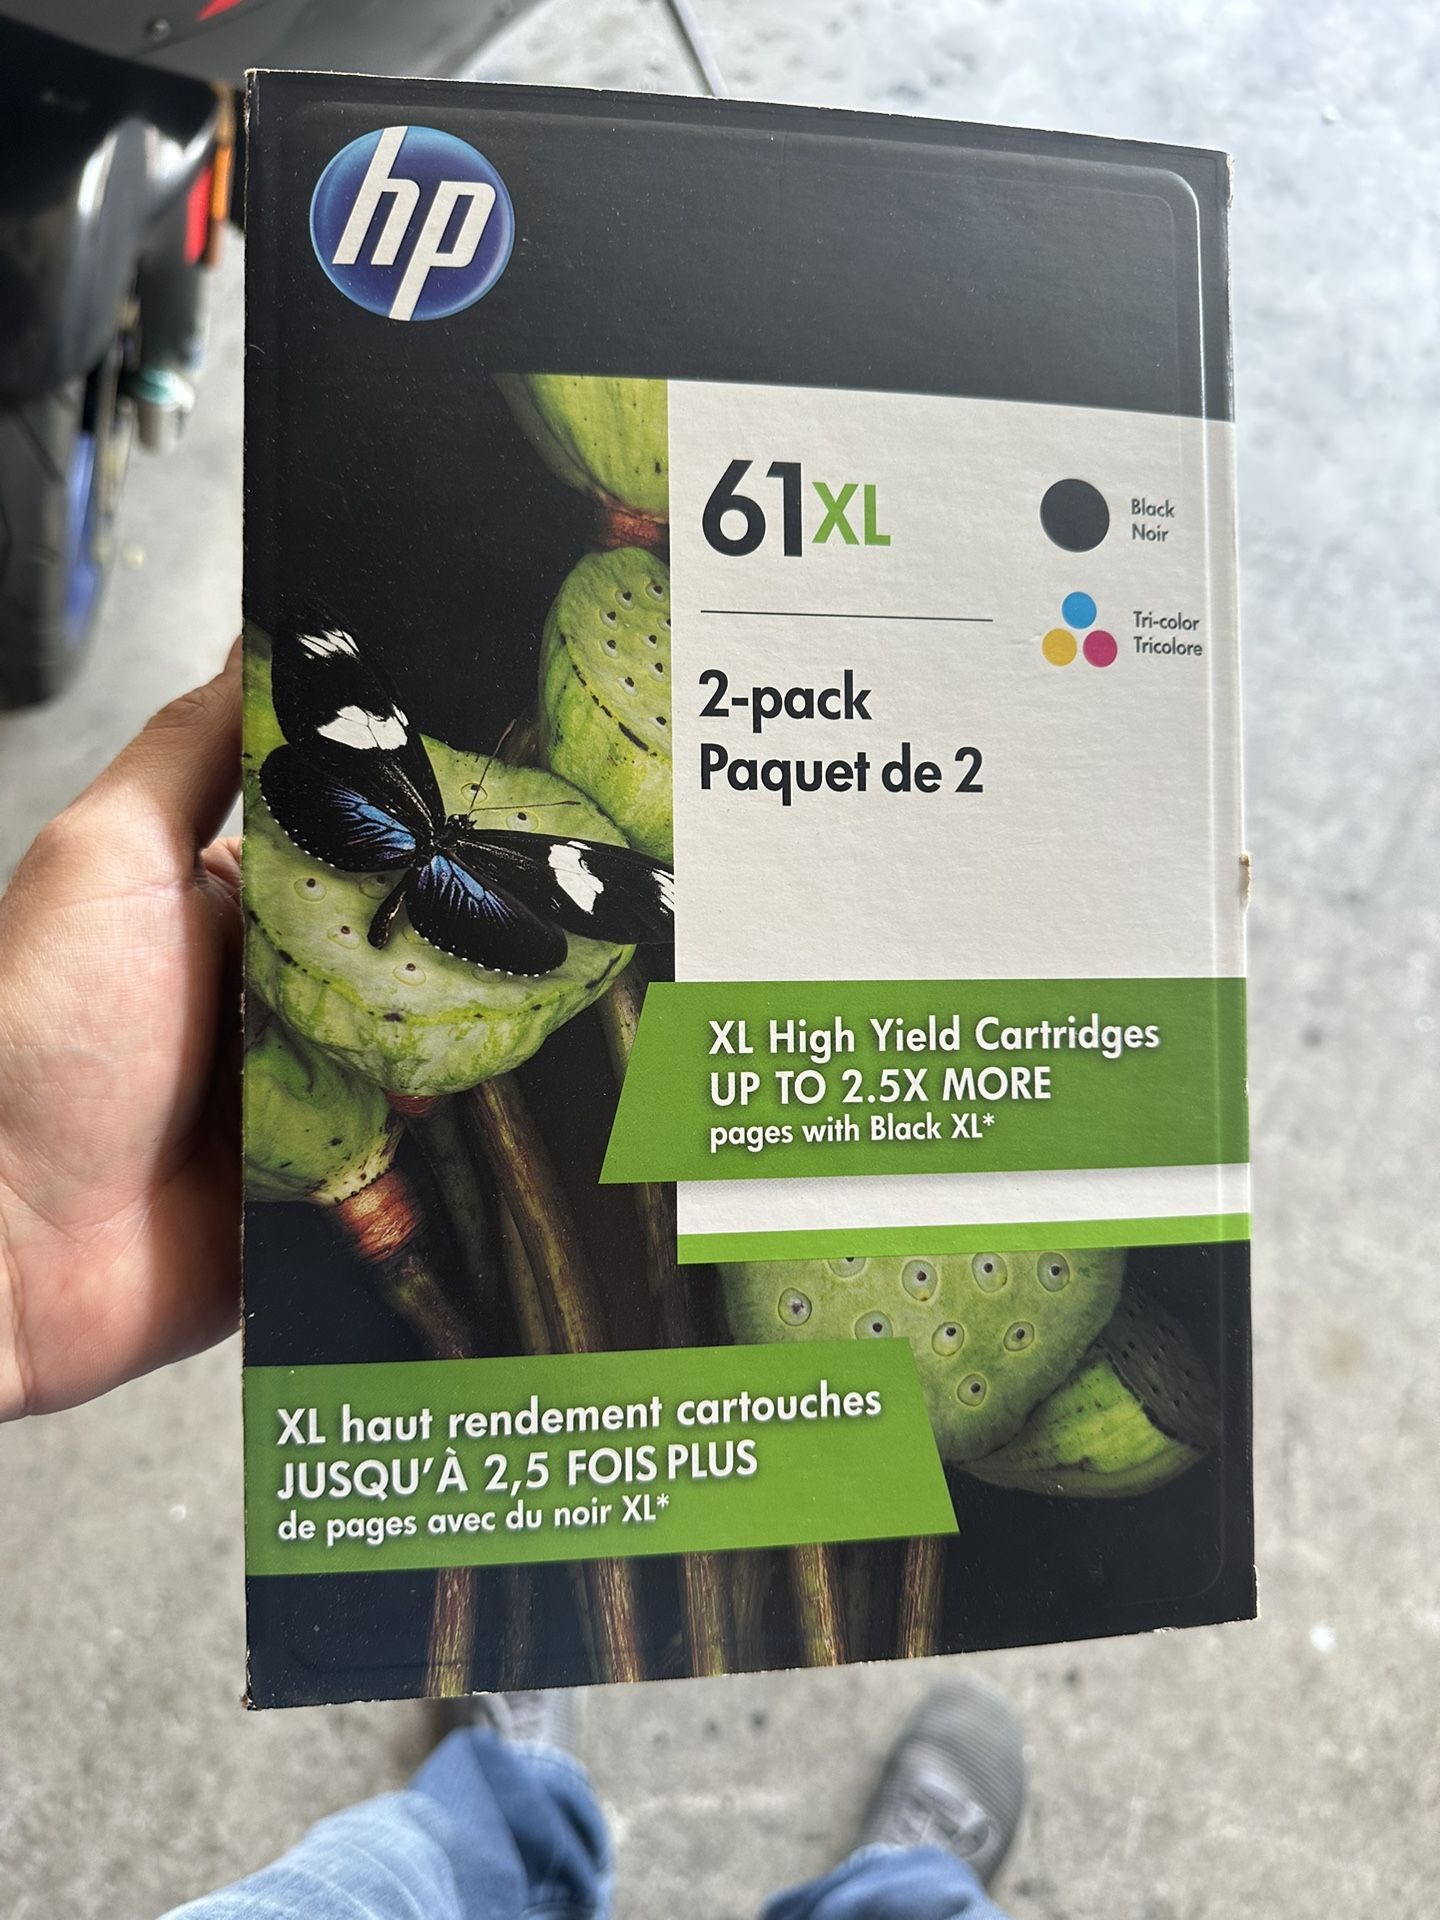 hp
61XL
Black
Noir
Tri-color
Tricolore
2-pack
Paquet de 2
XL High Yield Cartridges
UP TO 2.5X MORE
pages with Black XL*
XL haut rendement cartouches
JUSQU'À 2,5 FOIS PLUS
de pages avec du noir XL*